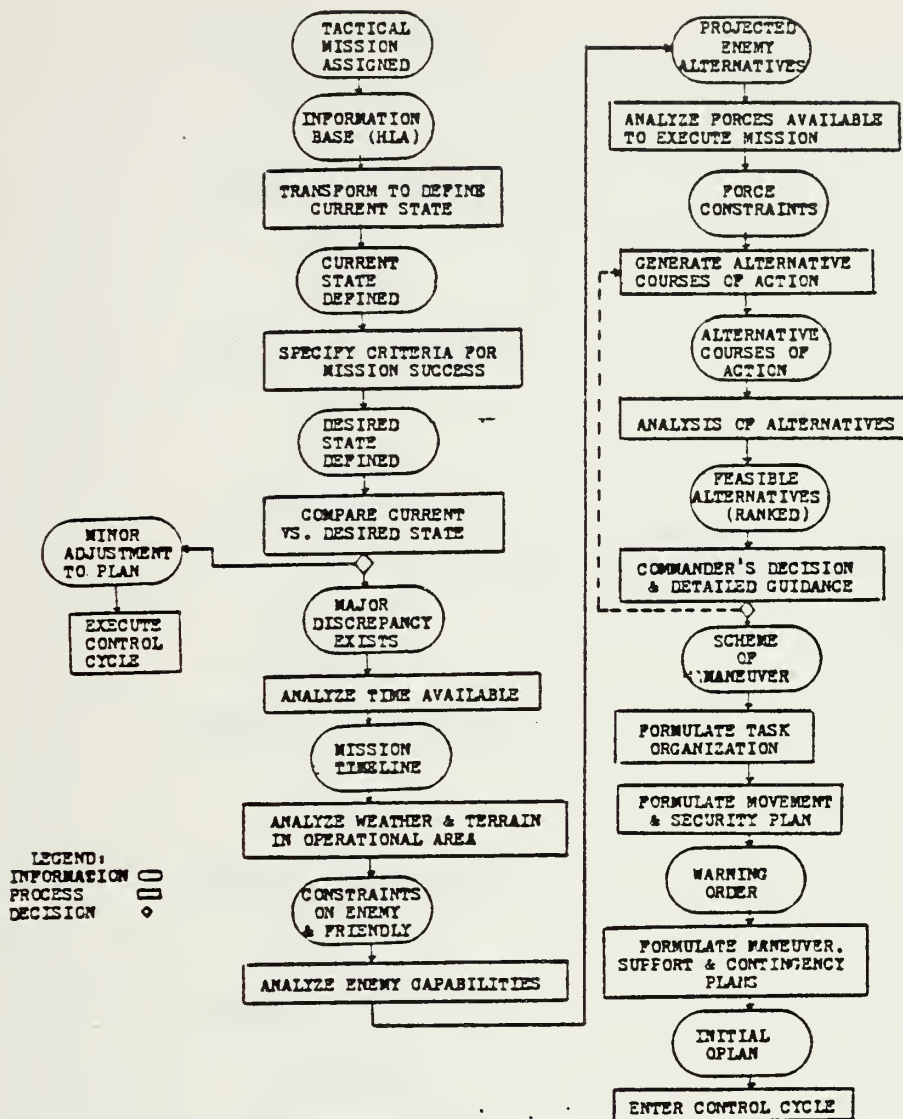 TACTICAL
MISSION
ASSIGNED
INFORMATION
BASE (HLA)
TRANSFORM TO DEFINE
CURRENT STATE
CURRENT
STATE
DEFINED
SPECIFY CRITERIA FOR
MISSION SUCCESS
DESIRED
STATE
DEFINED
COMPARE CURRENT
VS. DESIRED STATE
MINOR
ADJUSTMENT
TO PLAN
EXECUTE
CONTROL
CYCLE
MAJOR
DISCREPANCY
EXISTS
ANALYZE TIME AVAILABLE
MISSION
TIMELINE
ANALYZE WEATHER & TERRAIN
IN OPERATIONAL AREA
CONSTRAINTS
ON ENEMY
& FRIENDLY
ANALYZE ENEMY CAPABILITIES
LEGEND:
INFORMATION
PROCESS
DECISION
PROJECTED
ENEMY
ALTERNATIVES
ANALYZE FORCES AVAILABLE
TO EXECUTE MISSION
FORCE
CONSTRAINTS
GENERATE ALTERNATIVE
COURSES OF ACTION
ALTERNATIVE
COURSES OF
ACTION
ANALYSIS OF ALTERNATIVES
FEASIBLE
ALTERNATIVES
(RANKED)
COMMANDER'S DECISION
& DETAILED GUIDANCE
SCHEME
OF
MANEUVER
FORMULATE TASK
ORGANIZATION
FORMULATE MOVEMENT
& SECURITY PLAN
WARNING
ORDER
FORMULATE MANEUVER.
SUPPORT & CONTINGENCY
PLANS
INITIAL
OPLAN
ENTER CONTROL CYCLE